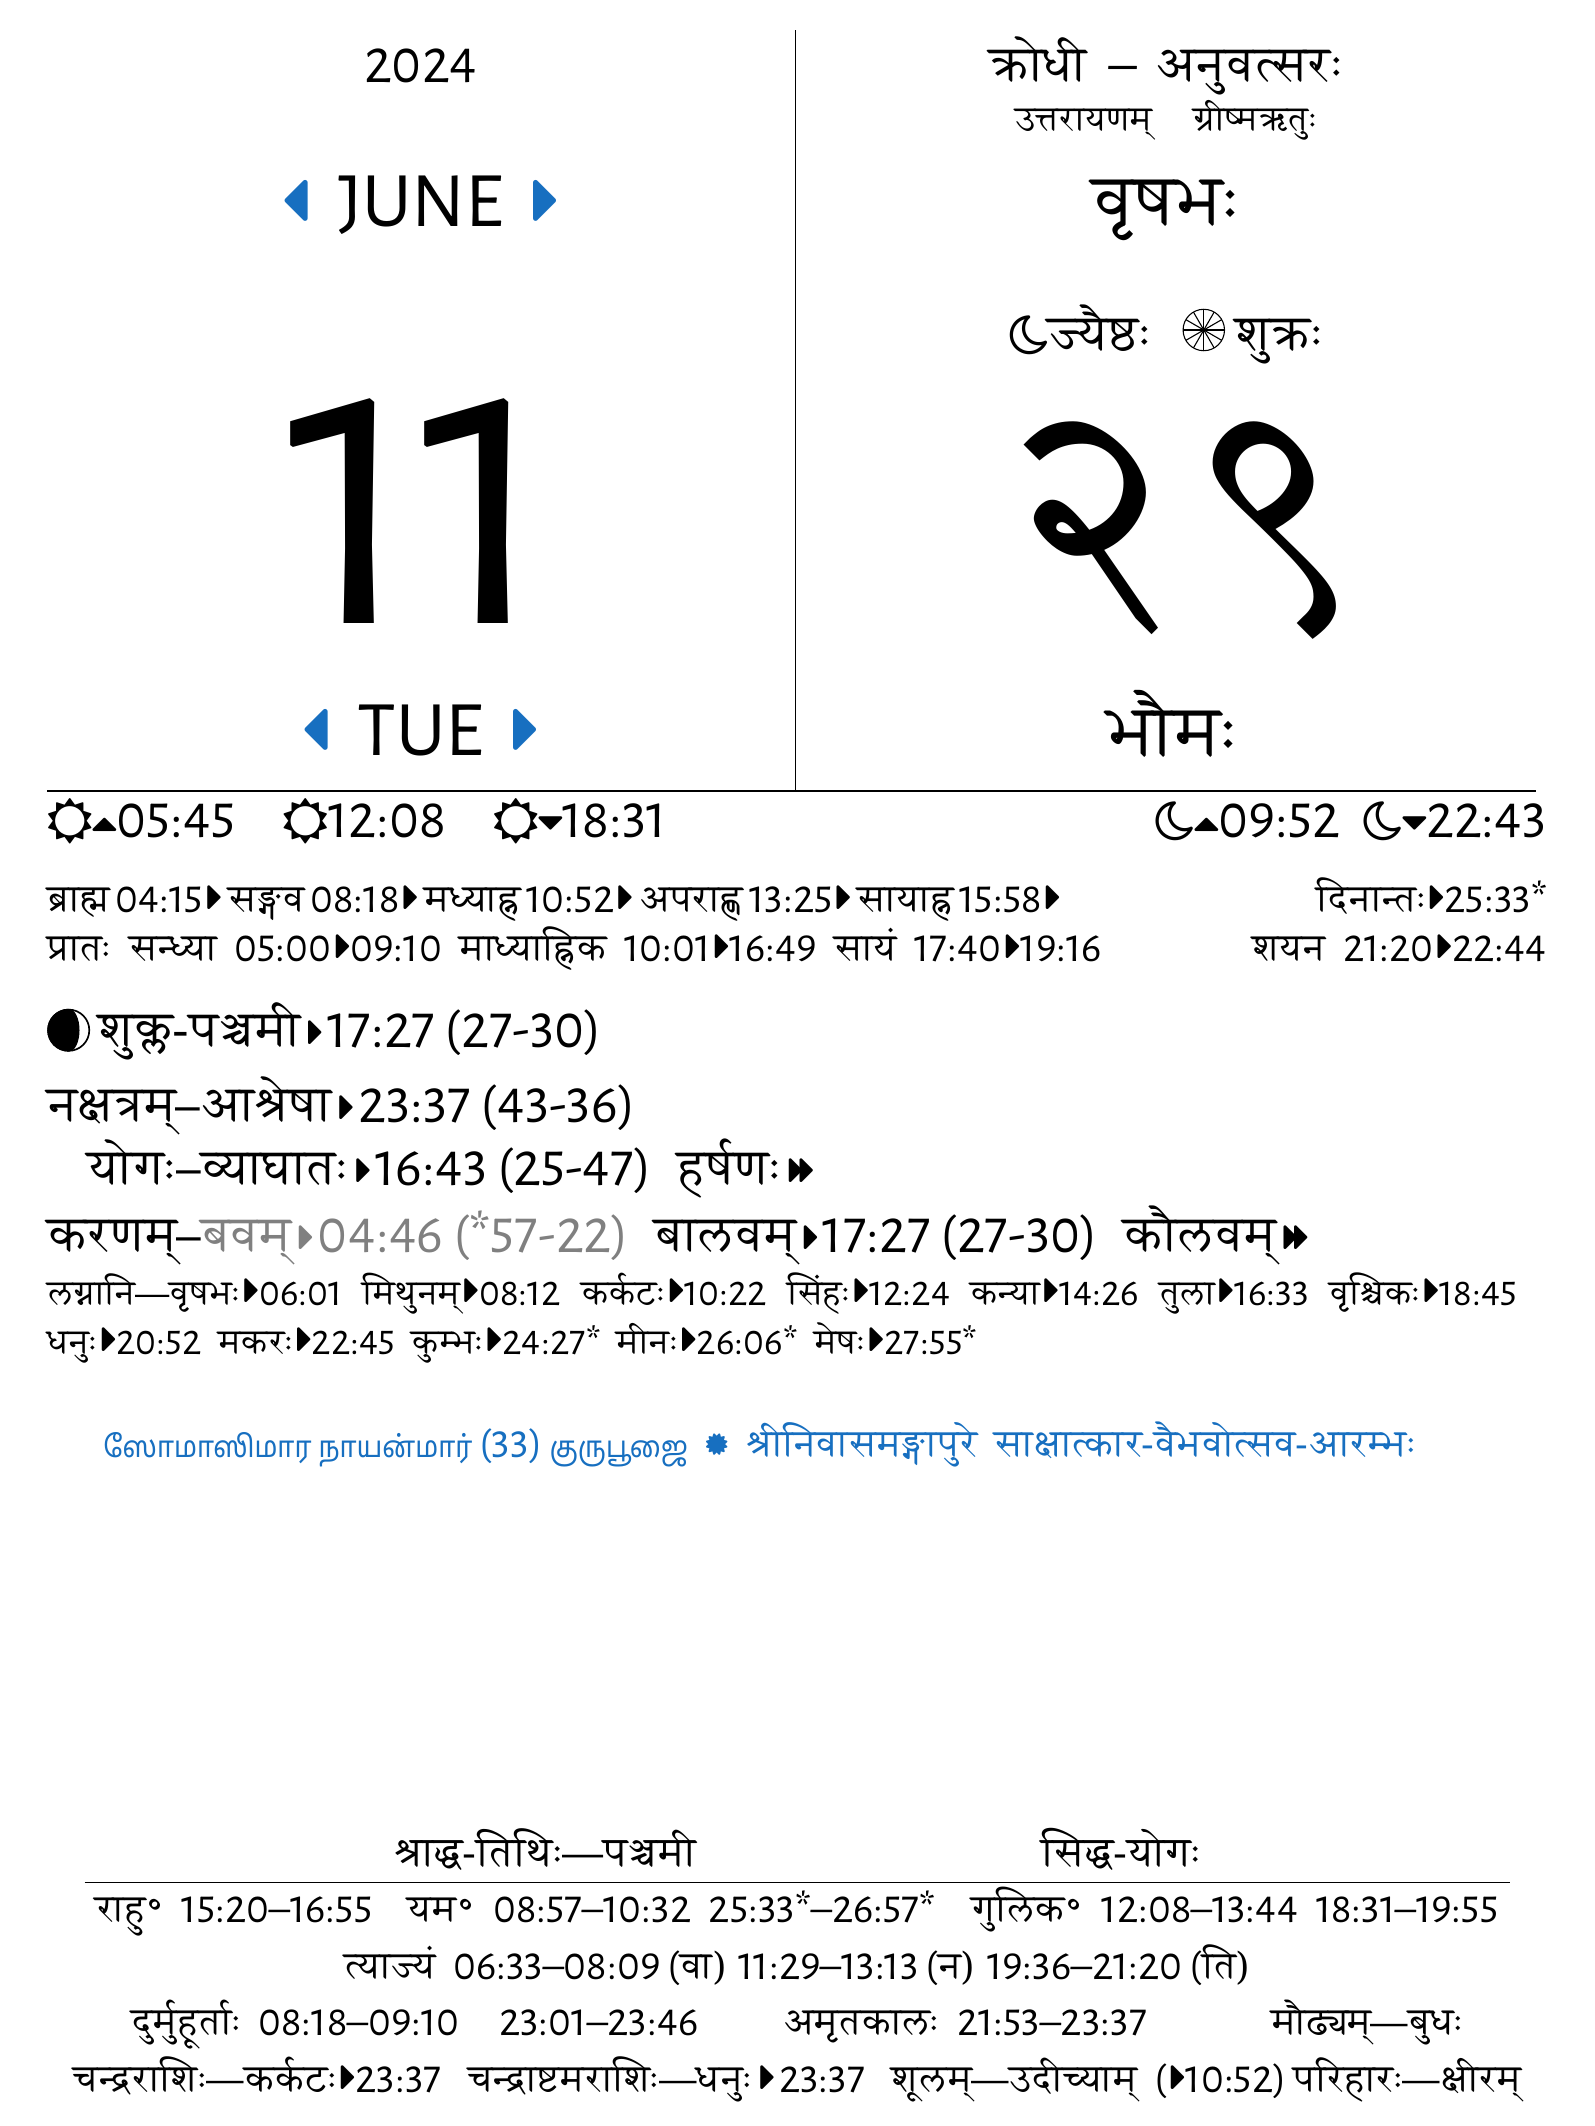 2024
JUNE
11
TUE
क्रोधी – अनुवत्सरः
उत्तरायणम् ग्रीष्मऋतुः
वृषभः
ज्यैष्ठः शुक्रः
२९
भौमः
05:45 12:08 18:31 09:52 22:43
ब्राह्म 04:15 सङ्गव 08:18 मध्याह्न 10:52 अपराह्ण 13:25 सायाह्न 15:58 दिनान्तः 25:33*
प्रातः सन्ध्या 05:00 09:10 माध्याह्निक 10:01 16:49 सायं 17:40 19:16 शयन 21:20 22:44
शुक्ल-पञ्चमी 17:27 (27-30)
नक्षत्रम्–आश्रेषा 23:37 (43-36)
योगः–व्याघातः 16:43 (25-47) हर्षणः
करणम्–बवम् 04:46 (*57-22) बालवम् 17:27 (27-30) कौलवम्
लग्नानि—वृषभः 06:01 मिथुनम् 08:12 कर्कटः 10:22 सिंहः 12:24 कन्या 14:26 तुला 16:33 वृश्चिकः 18:45
धनुः 20:52 मकरः 22:45 कुम्भः 24:27* मीनः 26:06* मेषः 27:55*
ஸோமாஸிமார நாயன்மார் (33) குருபூஜை श्रीनिवासमङ्गापुरे साक्षात्कार-वैभवोत्सव-आरम्भः
श्राद्ध-तिथिः—पञ्चमी सिद्ध-योगः
राहु॰ 15:20–16:55 यम॰ 08:57–10:32 25:33*–26:57* गुलिक॰ 12:08–13:44 18:31–19:55
त्याज्यं 06:33–08:09 (वा) 11:29–13:13 (न) 19:36–21:20 (ति)
दुर्मुहूर्ताः 08:18–09:10 23:01–23:46 अमृतकालः 21:53–23:37 मौढ्यम्—बुधः
चन्द्रराशिः—कर्कटः 23:37 चन्द्राष्टमराशिः—धनुः 23:37 शूलम्—उदीच्याम् ( 10:52) परिहारः—क्षीरम्